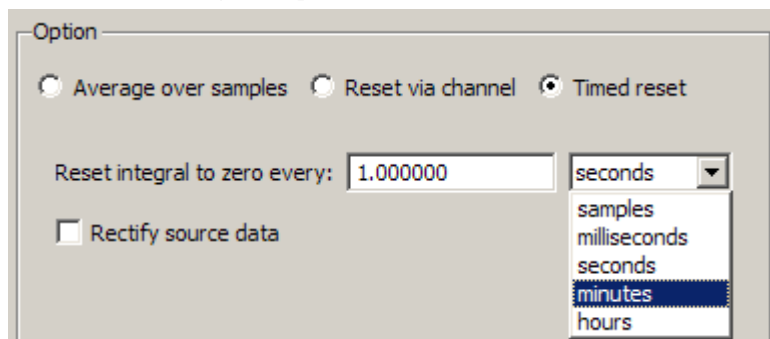 Option
Average over samples Reset via channel Timed reset
Reset integral to zero every: 1.000000 seconds
samples
Rectify source data milliseconds
seconds
minutes
hours